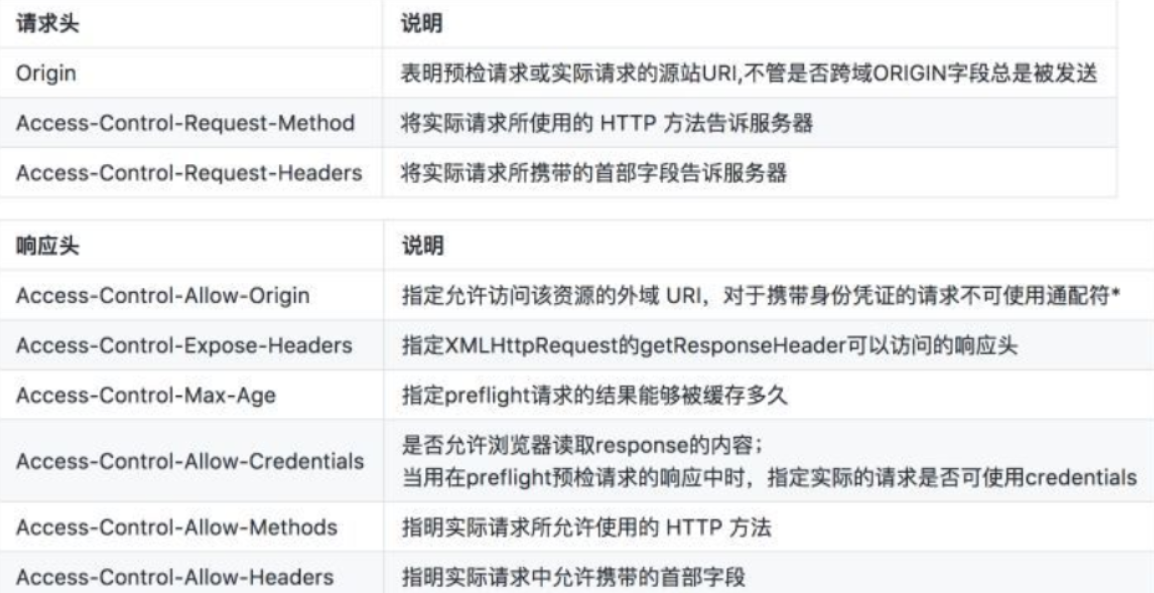 请求头 说明
Origin 表明预检请求或实际请求的源站URI,不管是否跨域ORIGIN字段总是被发送
Access-Control-Request-Method 将实际请求所使用的 HTTP 方法告诉服务器
Access-Control-Request-Headers 将实际请求所携带的首部字段告诉服务器
响应头 说明
Access-Control-Allow-Origin 指定允许访问该资源的外域 URI，对于携带身份凭证的请求不可使用通配符*
Access-Control-Expose-Headers 指定XMLHttpRequest的getResponseHeader可以访问的响应头
Access-Control-Max-Age 指定preflight请求的结果能够被缓存多久
Access-Control-Allow-Credentials 是否允许浏览器读取response的内容；
当用在preflight预检请求的响应中时，指定实际的请求是否可使用credentials
Access-Control-Allow-Methods 指明实际请求所允许使用的 HTTP 方法
Access-Control-Allow-Headers 指明实际请求中允许携带的首部字段